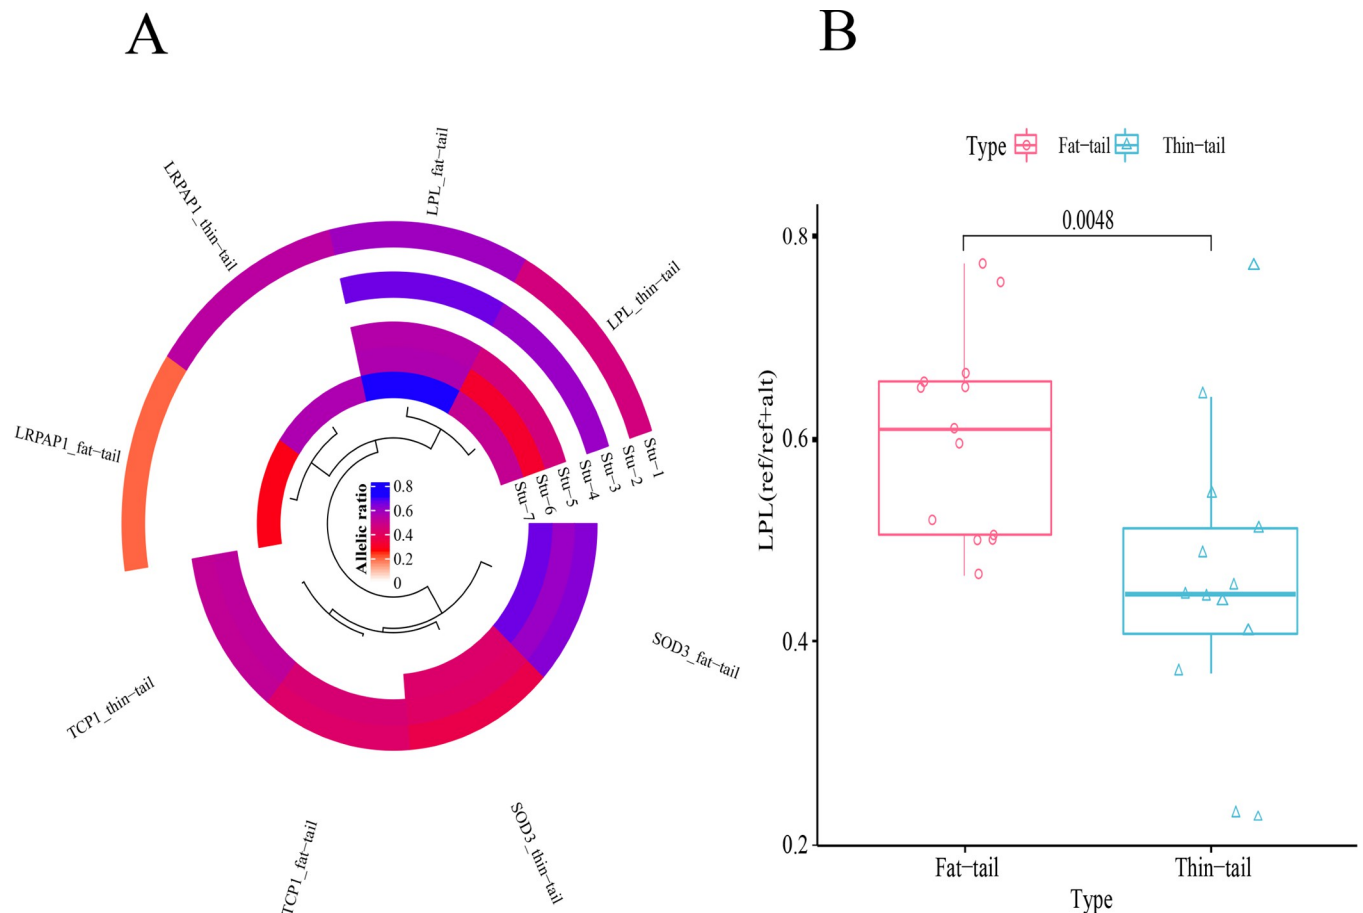 A
B
LPL_fat−tail
LRPAP1_thin−tail
LPL_thin−tail
LRPAP1_fat−tail
Stu−1
Stu−2
Stu−3
Stu−4
Stu−5
Stu−6
Stu−7
Allelic ratio
0.8
0.6
0.4
0.2
0
SOD3_fat−tail
TCP1_thin−tail
SOD3_thin−tail
TCP1_fat−tail
Type Fat−tail Thin−tail
0.0048
0.8
0.6
0.4
0.2
LPL(ref/ref+alt)
Fat−tail Thin−tail
Type